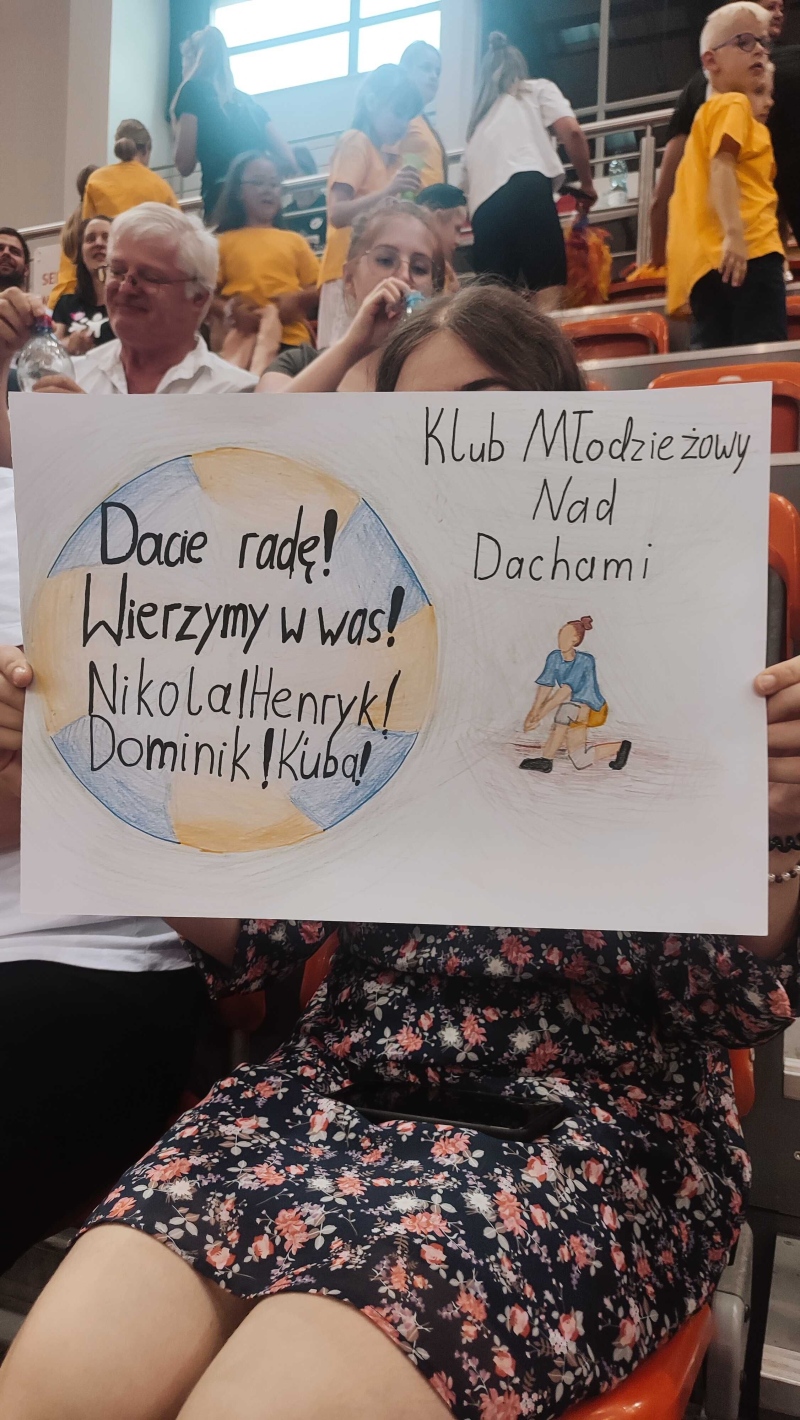 Dacie radę!
Wierzymy w was!
Nikola! Henryk!
Dominik! Kuba!
Klub Młodzieżowy
Nad
Dachami